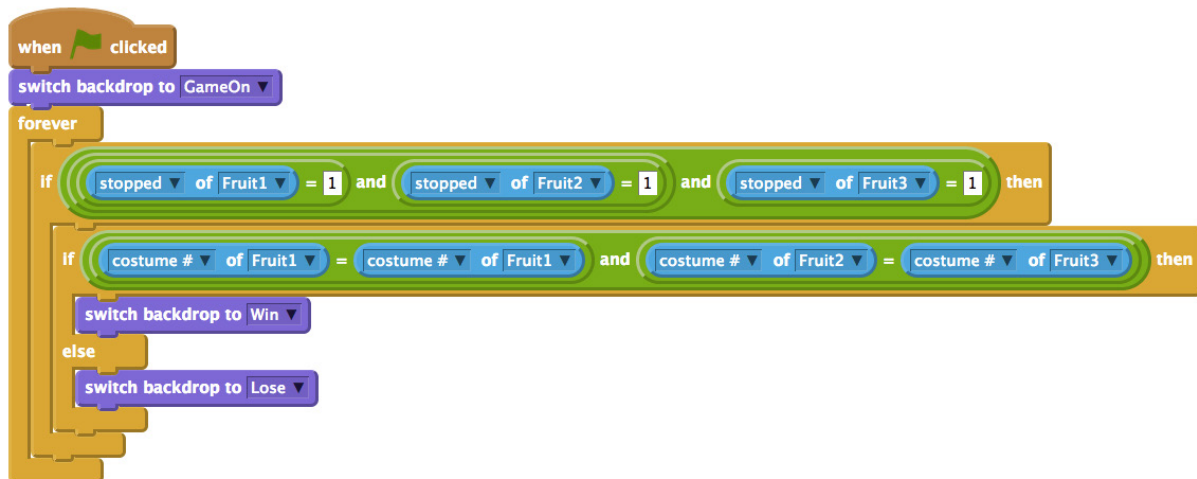 when clicked
switch backdrop to GameOn
forever
if stopped of Fruit1 = 1 and stopped of Fruit2 = 1 and stopped of Fruit3 = 1 then
if costume # of Fruit1 = costume # of Fruit1 and costume # of Fruit2 = costume # of Fruit3 then
switch backdrop to Win
else
switch backdrop to Lose